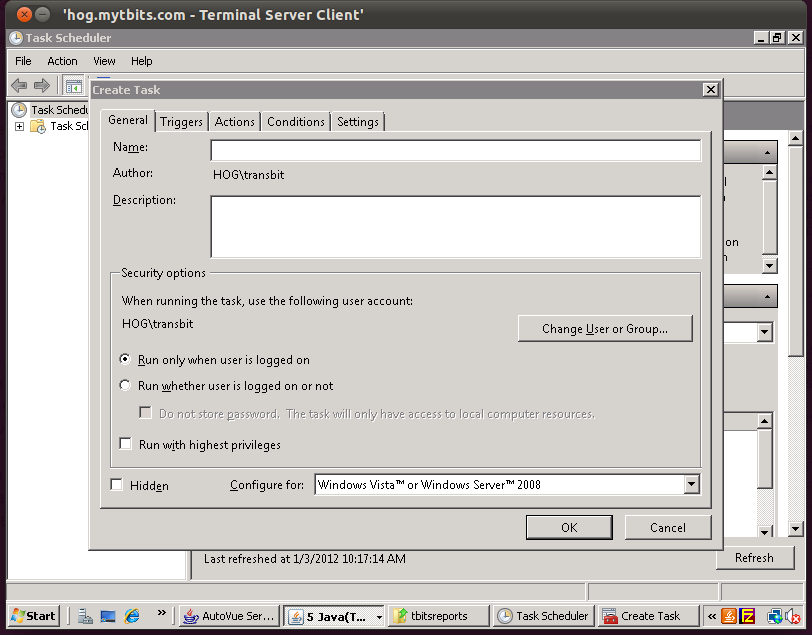 'hog.mytbits.com - Terminal Server Client'
Task Scheduler
File Action View Help
Create Task
Task Schedu
Task Scl
General Triggers Actions Conditions Settings
Name:
Author: HOG\transbit
Description:
on
Security options
When running the task, use the following user account:
HOG\transbit
Change User or Group...
Run only when user is logged on
Run whether user is logged on or not
Do not store password. The task will only have access to local computer resources.
Run with highest privileges
Hidden Configure for: Windows Vista™ or Windows Server™ 2008
OK Cancel
Last refreshed at 1/3/2012 10:17:14 AM Refresh
Start » AutoVue Ser... 5 Java(T... tbitsreports Task Scheduler Create Task «